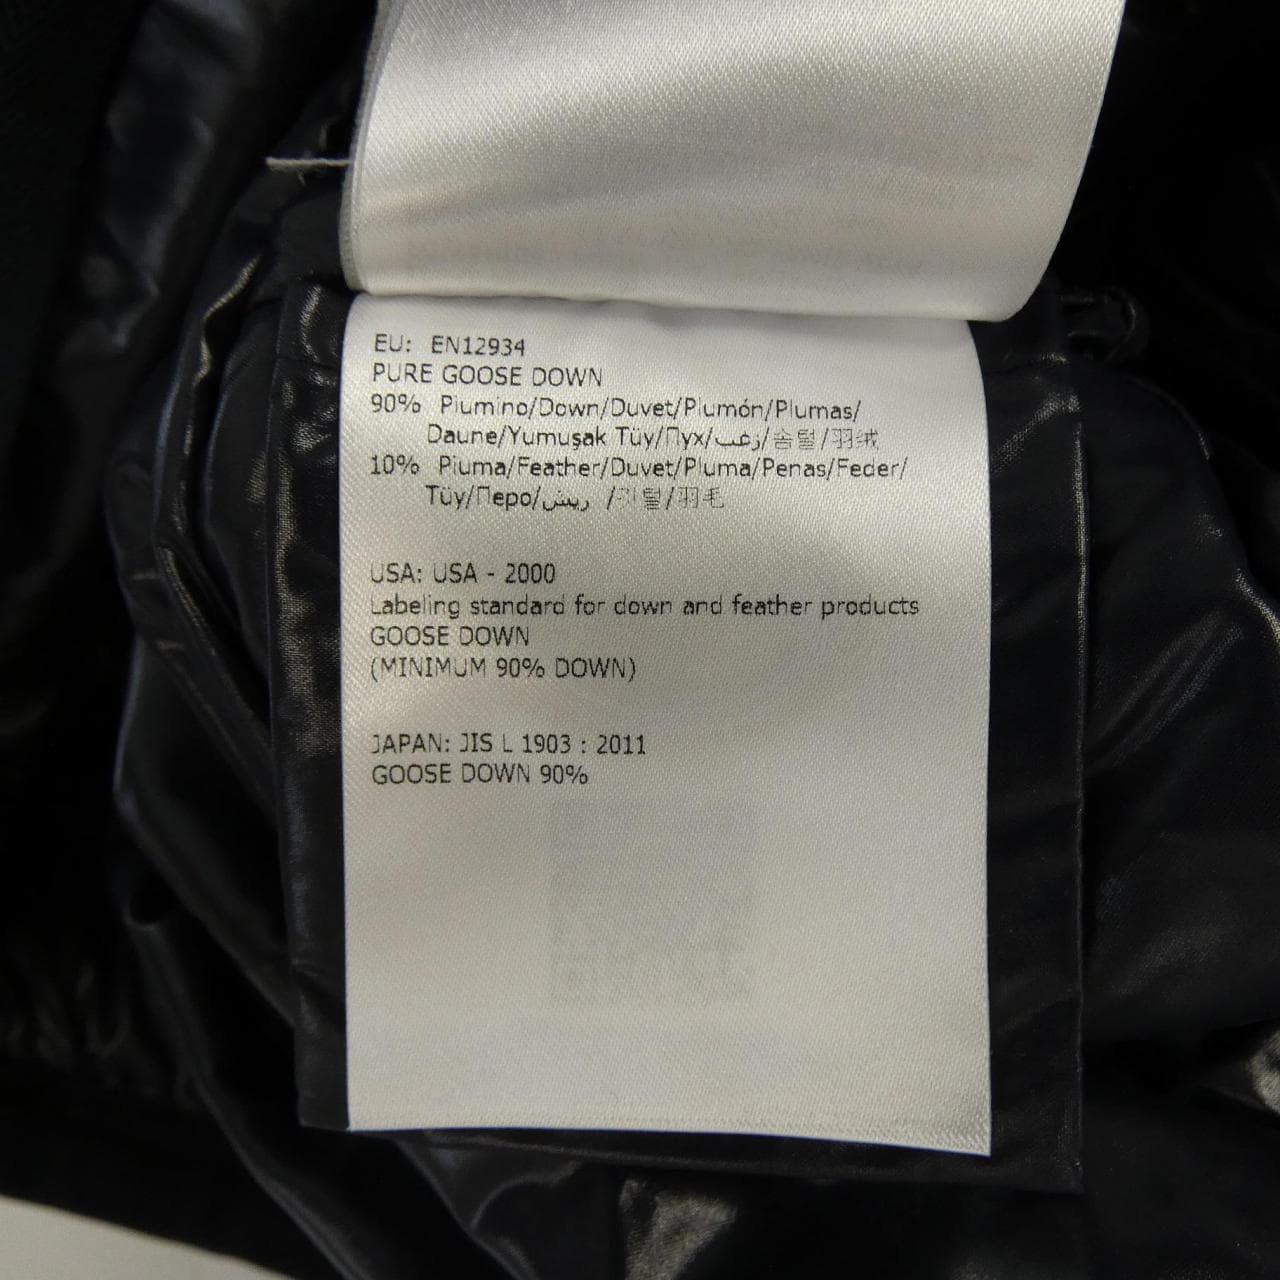 EU: EN12934
PURE GOOSE DOWN
90% Piumino/Down/Duvet/Plumón/Plumas/
Daune/Yumuşak Tüy/Пух/زغب/솜털/羽绒
10% Piuma/Feather/Duvet/Pluma/Penas/Feder/
Tüy/Перо/ريش /깃털/羽毛
USA: USA - 2000
Labeling standard for down and feather products
GOOSE DOWN
(MINIMUM 90% DOWN)
JAPAN: JIS L 1903 : 2011
GOOSE DOWN 90%